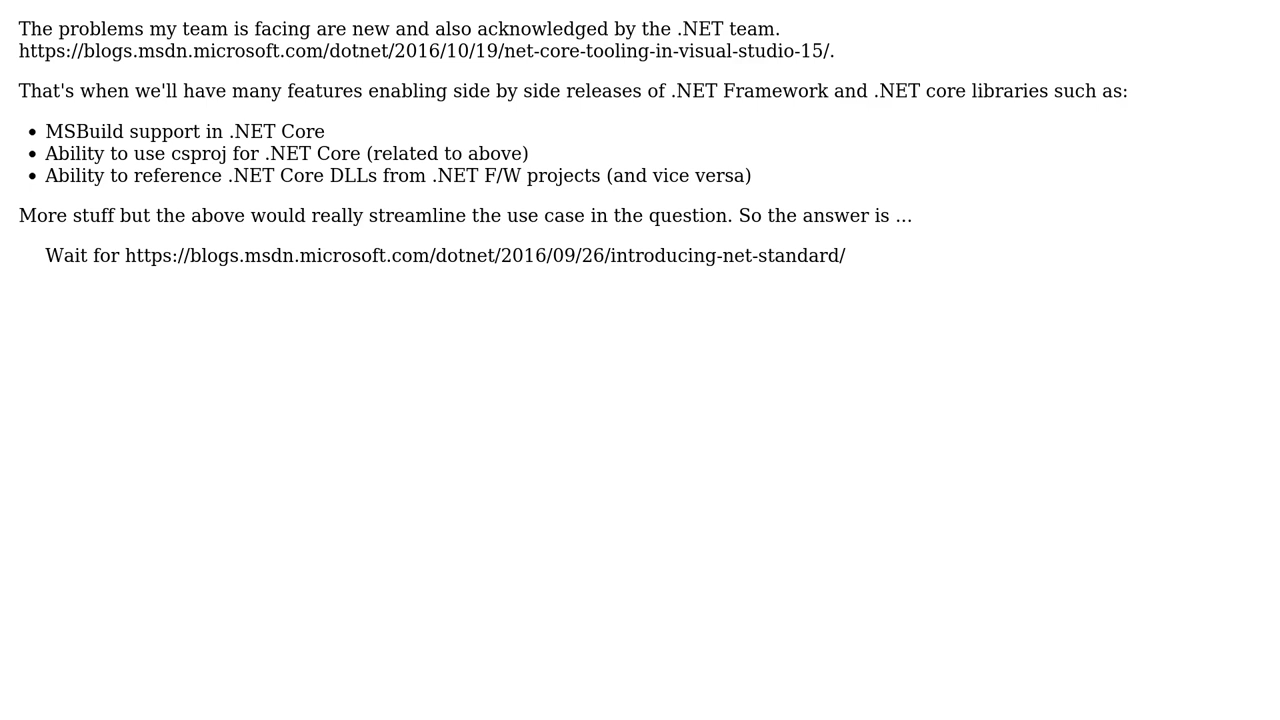 The problems my team is facing are new and also acknowledged by the .NET team.
https://blogs.msdn.microsoft.com/dotnet/2016/10/19/net-core-tooling-in-visual-studio-15/.
That's when we'll have many features enabling side by side releases of .NET Framework and .NET core libraries such as:
• MSBuild support in .NET Core
• Ability to use csproj for .NET Core (related to above)
• Ability to reference .NET Core DLLs from .NET F/W projects (and vice versa)
More stuff but the above would really streamline the use case in the question. So the answer is ...
Wait for https://blogs.msdn.microsoft.com/dotnet/2016/09/26/introducing-net-standard/